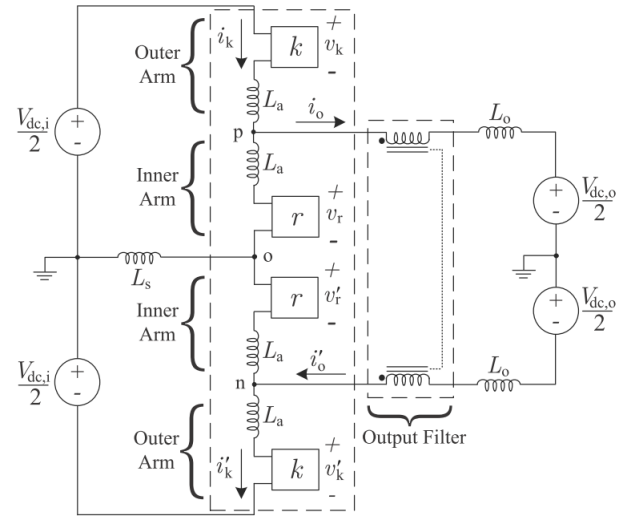 Outer
Arm
i_k
k
+
v_k
-
L_a
i_o
p
L_a
L_o
V_dc,i
2
+
-
Inner
Arm
r
+
v_r
-
+
-
V_dc,o
2
o
L_s
Inner
Arm
r
+
v'_r
-
+
-
V_dc,o
2
L_a
i'_o
n
L_o
V_dc,i
2
+
-
L_a
Output Filter
Outer
Arm
i'_k
k
+
v'_k
-